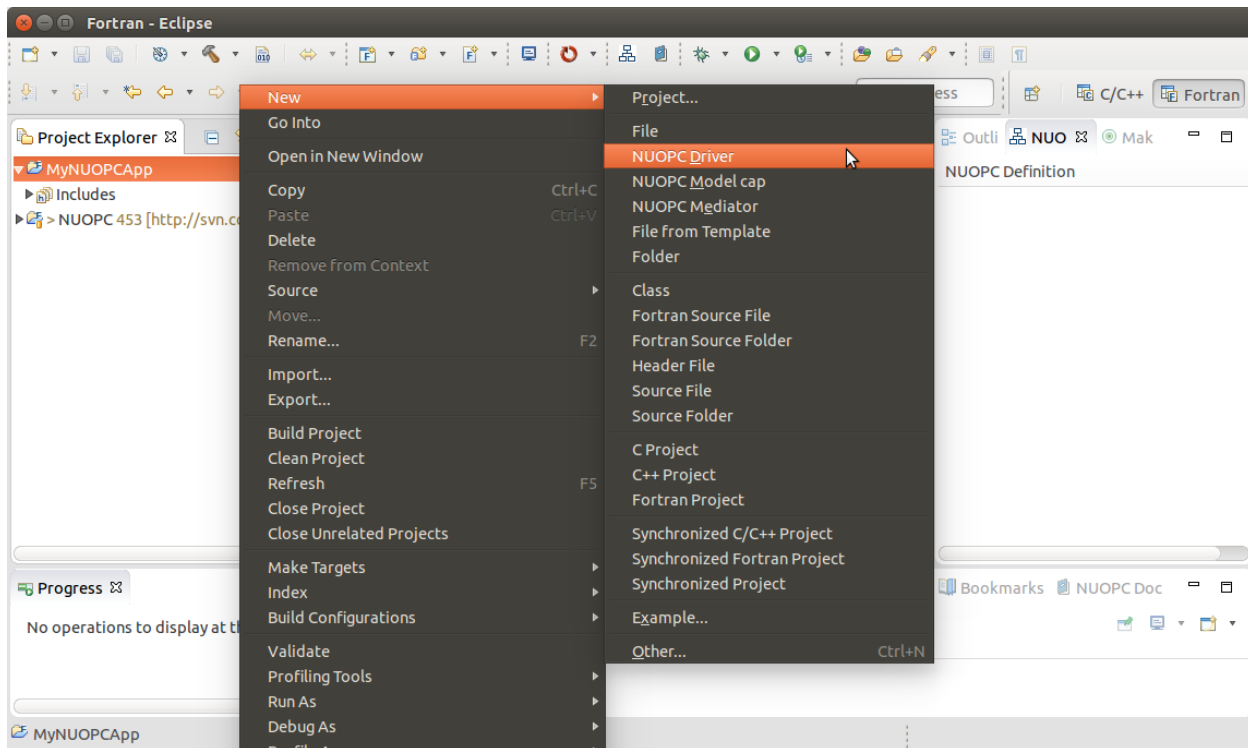 Fortran - Eclipse
ess
C/C++
Fortran
Project Explorer
MyNUOPCApp
Includes
> NUOPC 453 [http://svn.co
New
Go Into
Open in New Window
Copy Ctrl+C
Paste Ctrl+V
Delete
Remove from Context
Source
Move...
Rename... F2
Import...
Export...
Build Project
Clean Project
Refresh F5
Close Project
Close Unrelated Projects
Make Targets
Index
Build Configurations
Validate
Profiling Tools
Run As
Debug As
Project...
File
NUOPC Driver
NUOPC Model cap
NUOPC Mediator
File from Template
Folder
Class
Fortran Source File
Fortran Source Folder
Header File
Source File
Source Folder
C Project
C++ Project
Fortran Project
Synchronized C/C++ Project
Synchronized Fortran Project
Synchronized Project
Example...
Other... Ctrl+N
Outli NUO Mak
NUOPC Definition
Progress
No operations to display at t
Bookmarks NUOPC Doc
MyNUOPCApp